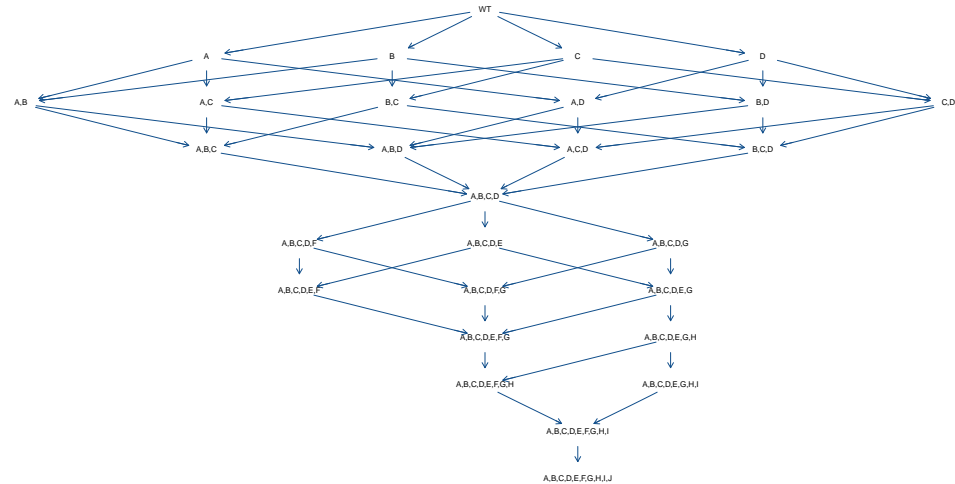 WT
A B C D
A,B A,C B,C A,D B,D C,D
A,B,C A,B,D A,C,D B,C,D
A,B,C,D
A,B,C,D,F A,B,C,D,E A,B,C,D,G
A,B,C,D,E,F A,B,C,D,F,G A,B,C,D,E,G
A,B,C,D,E,F,G A,B,C,D,E,G,H
A,B,C,D,E,F,G,H A,B,C,D,E,G,H,I
A,B,C,D,E,F,G,H,I
A,B,C,D,E,F,G,H,I,J